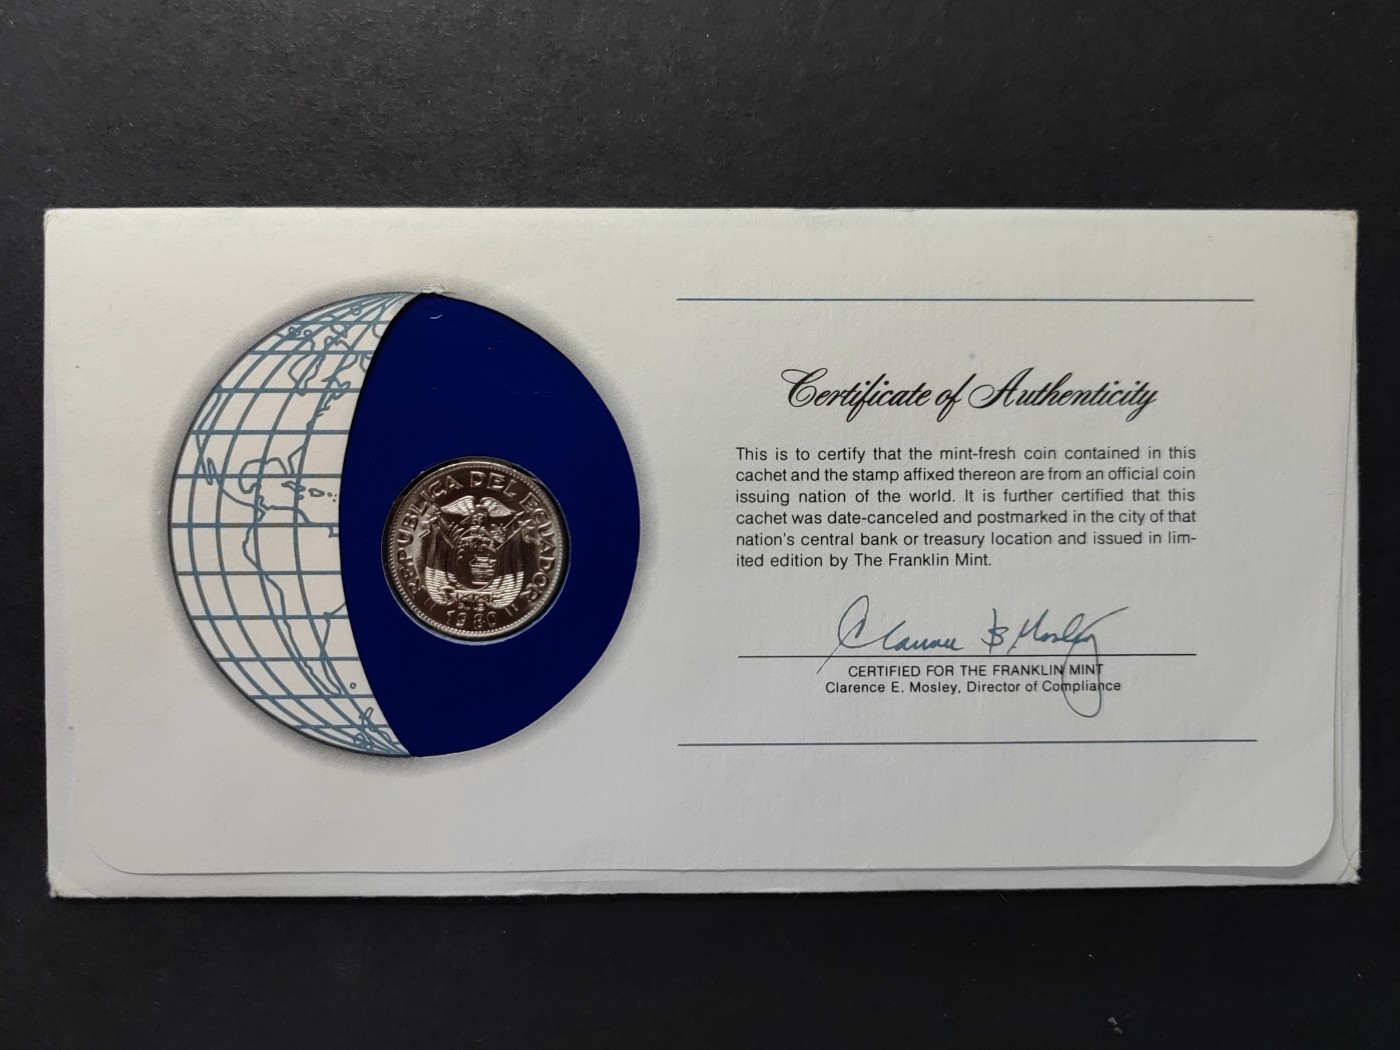 REPUBLICA DEL ECUADOR
1980
Certificate of Authenticity
This is to certify that the mint-fresh coin contained in this
cachet and the stamp affixed thereon are from an official coin
issuing nation of the world. It is further certified that this
cachet was date-canceled and postmarked in the city of that
nation's central bank or treasury location and issued in lim-
ited edition by The Franklin Mint.
Clarence E Mosley
CERTIFIED FOR THE FRANKLIN MINT
Clarence E. Mosley, Director of Compliance